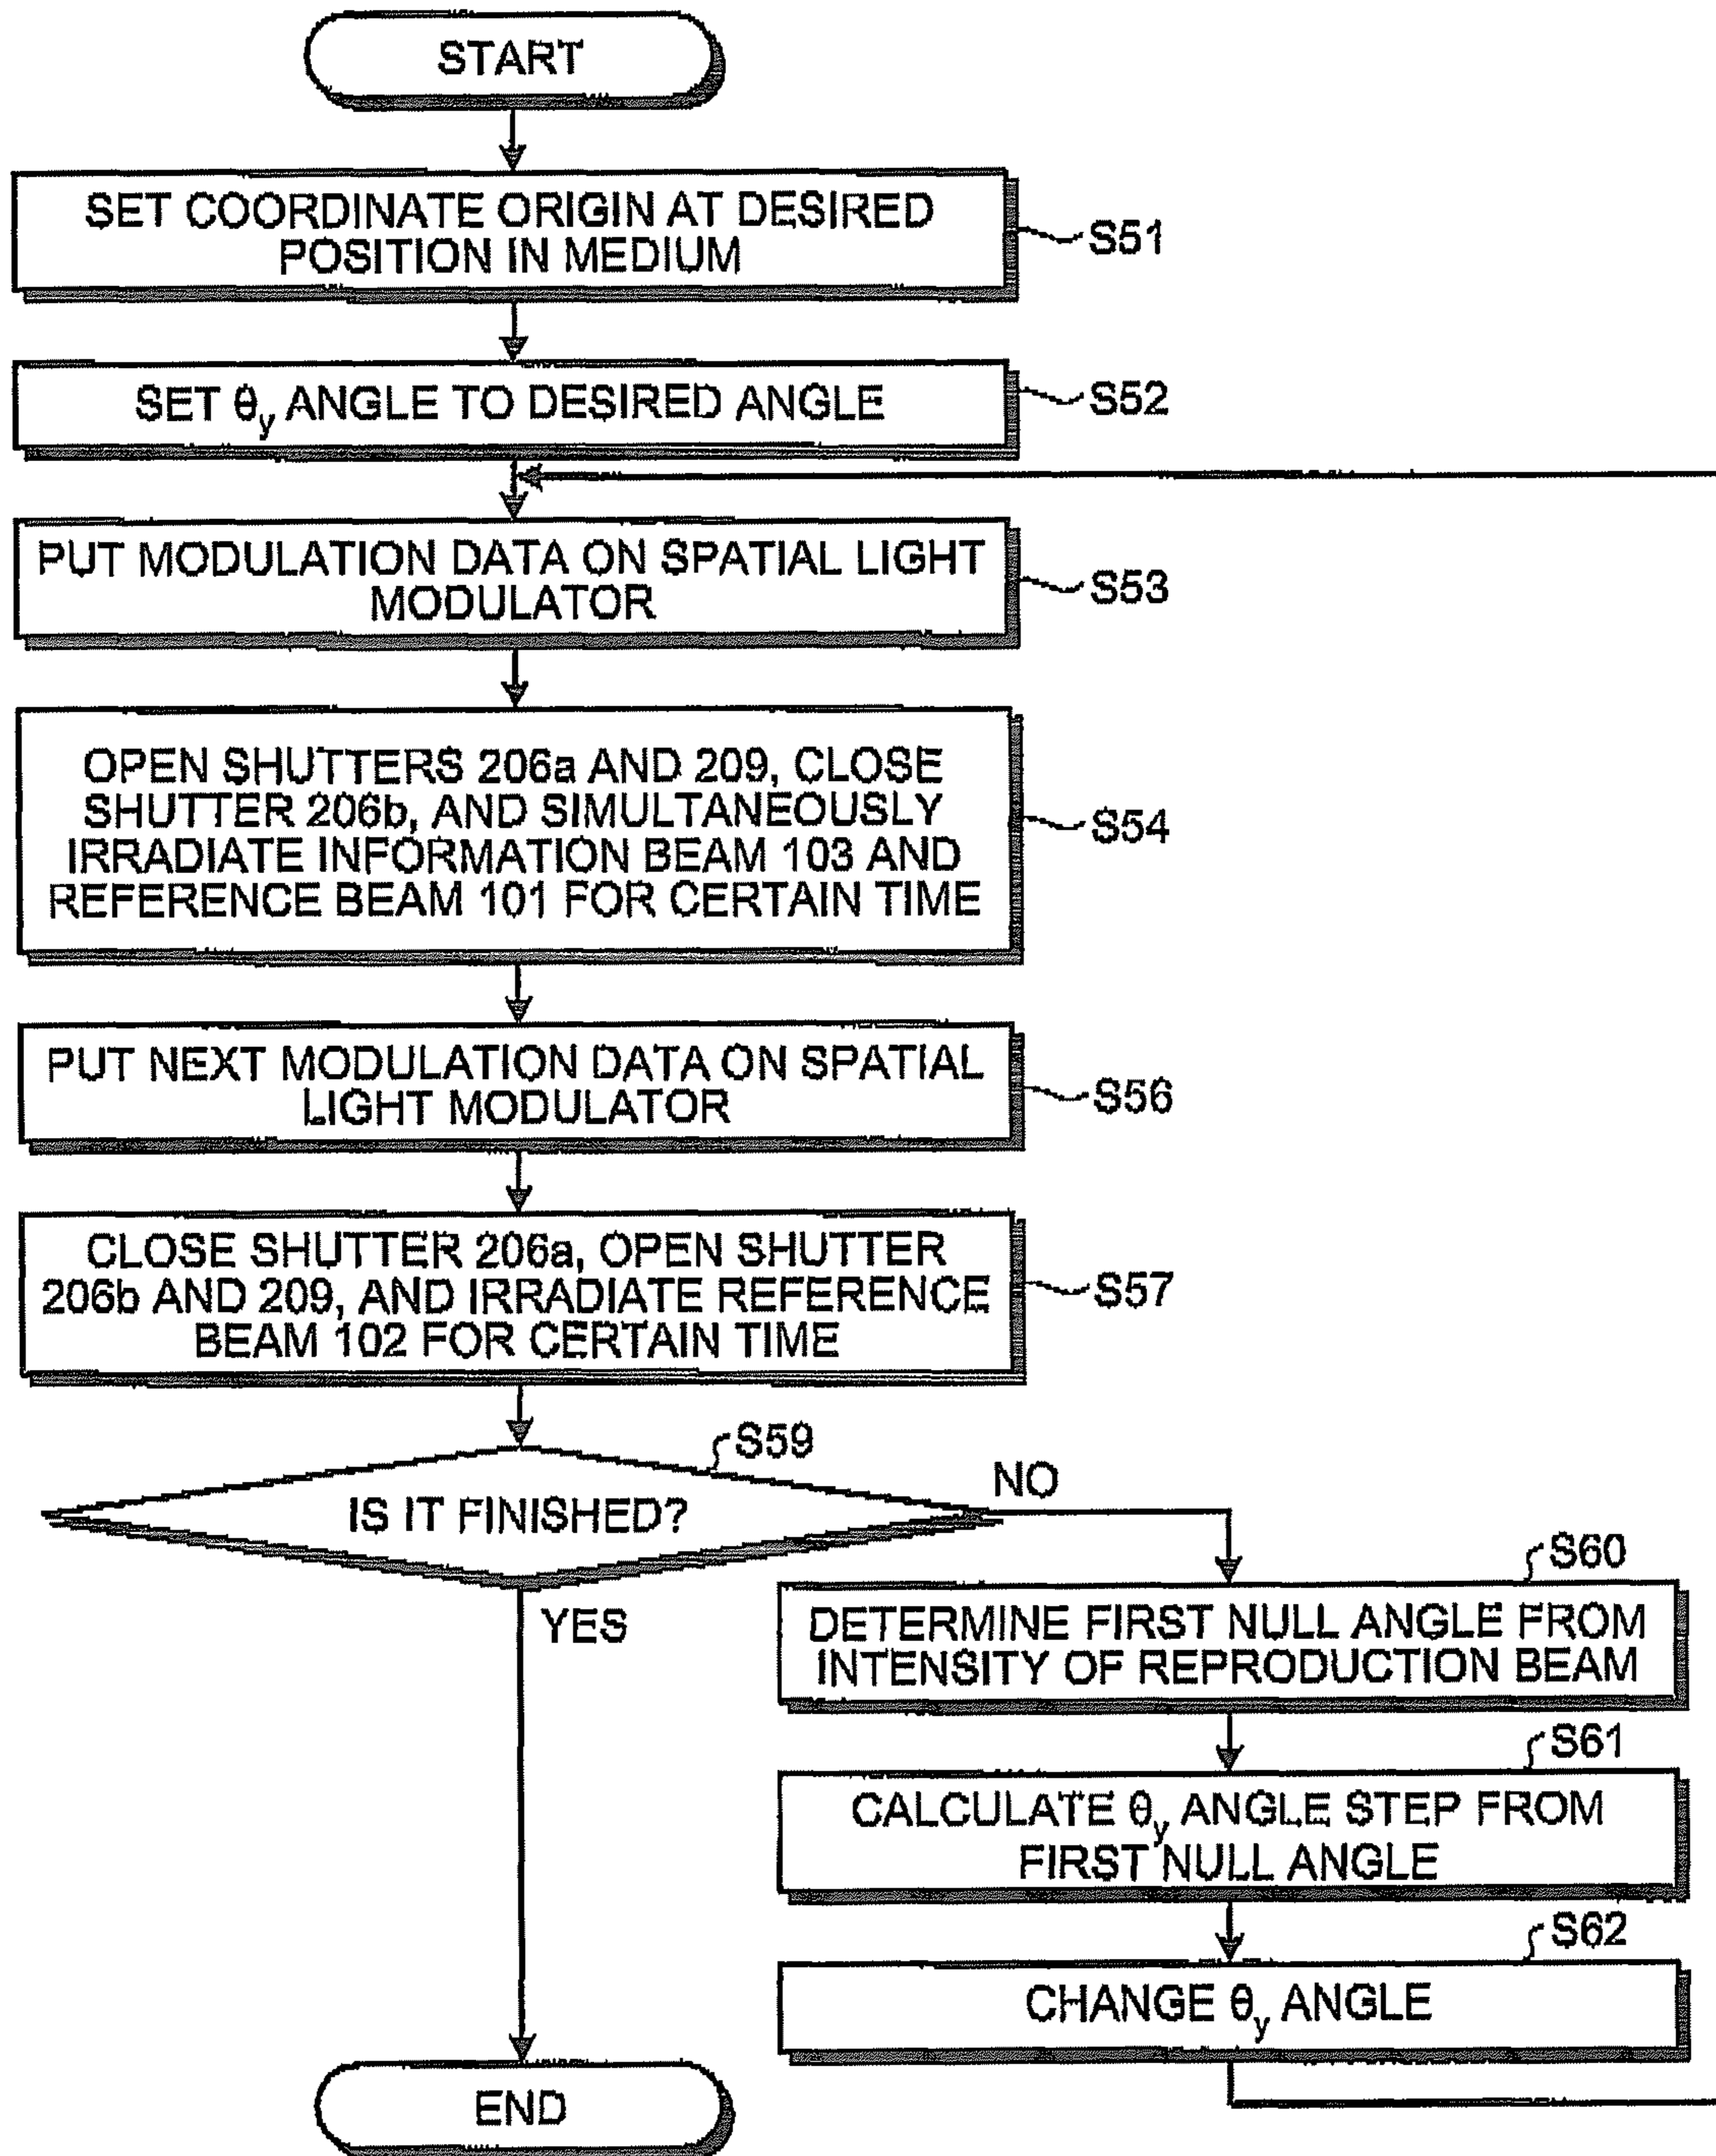 START
SET COORDINATE ORIGIN AT DESIRED
POSITION IN MEDIUM
S51
SET θy ANGLE TO DESIRED ANGLE
S52
PUT MODULATION DATA ON SPATIAL LIGHT
MODULATOR
S53
OPEN SHUTTERS 206a AND 209, CLOSE
SHUTTER 206b, AND SIMULTANEOUSLY
IRRADIATE INFORMATION BEAM 103 AND
REFERENCE BEAM 101 FOR CERTAIN TIME
S54
PUT NEXT MODULATION DATA ON SPATIAL
LIGHT MODULATOR
S56
CLOSE SHUTTER 206a, OPEN SHUTTER
206b AND 209, AND IRRADIATE REFERENCE
BEAM 102 FOR CERTAIN TIME
S57
S59
IS IT FINISHED?
NO
YES
S60
DETERMINE FIRST NULL ANGLE FROM
INTENSITY OF REPRODUCTION BEAM
S61
CALCULATE θy ANGLE STEP FROM
FIRST NULL ANGLE
S62
CHANGE θy ANGLE
END